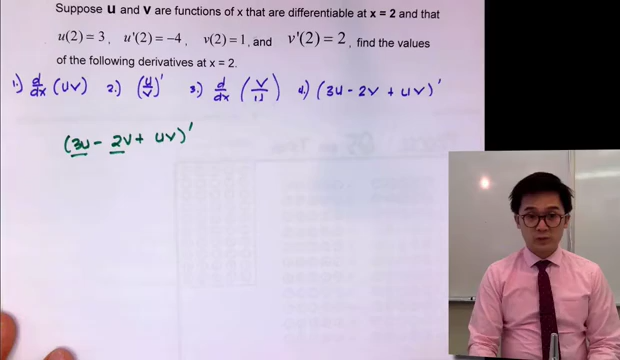 Suppose u and v are functions of x that are differentiable at x = 2 and that
u(2) = 3, u'(2) = -4, v(2) = 1, and v'(2) = 2, find the values
of the following derivatives at x = 2.
1.) d/dx (uv) 2.) (u/v)' 3.) d/dx (v/u) 4.) (3u - 2v + uv)'
(3u - 2v + uv)'